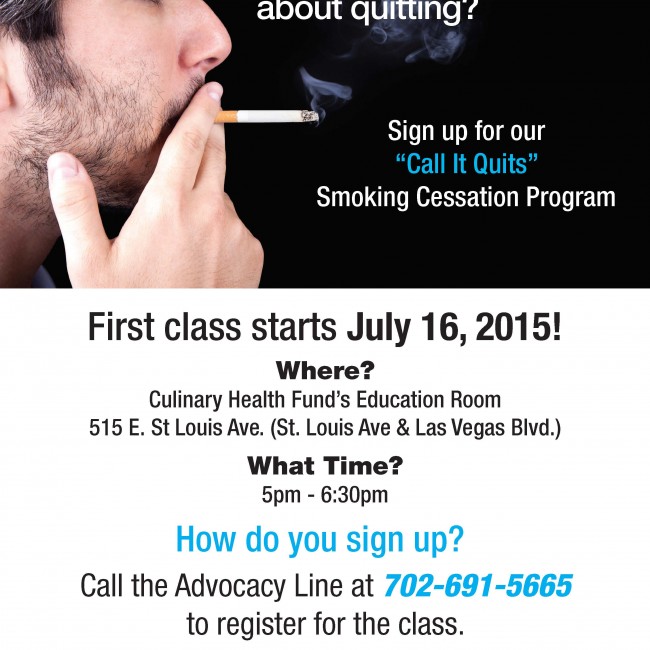 about quitting?
Sign up for our
“Call It Quits”
Smoking Cessation Program
First class starts July 16, 2015!
Where?
Culinary Health Fund’s Education Room
515 E. St Louis Ave. (St. Louis Ave & Las Vegas Blvd.)
What Time?
5pm - 6:30pm
How do you sign up?
Call the Advocacy Line at 702-691-5665
to register for the class.